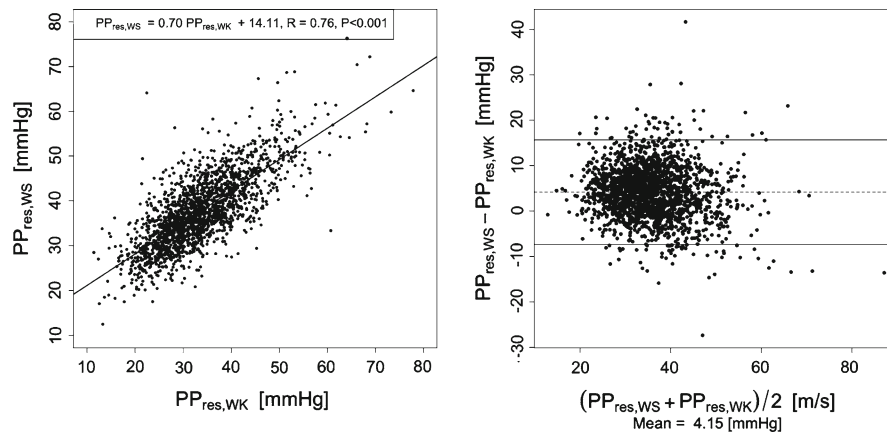 PPres,WS = 0.70 PPres,WK + 14.11, R = 0.76, P<0.001
PPres,WS [mmHg]
80
70
60
50
40
30
20
10
10 20 30 40 50 60 70 80
PPres,WK [mmHg]
PPres,WS − PPres,WK [mmHg]
40
30
20
10
0
-10
-20
-30
20 40 60 80
(PPres,WS + PPres,WK)/2 [m/s]
Mean = 4.15 [mmHg]